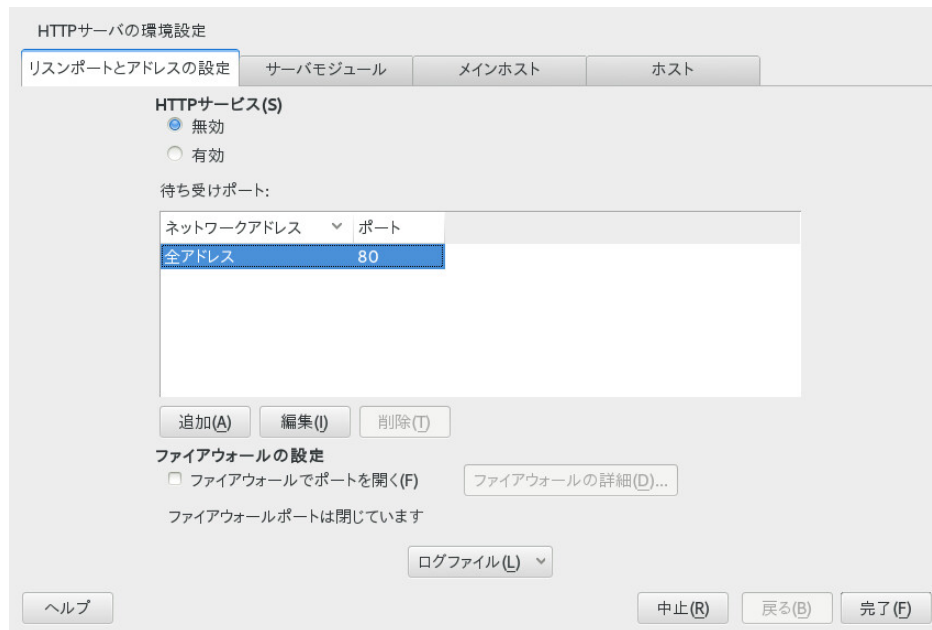 HTTPサーバの環境設定
リスンポートとアドレスの設定 サーバモジュール メインホスト ホスト
HTTPサービス(S)
無効
有効
待ち受けポート:
ネットワークアドレス ポート
全アドレス 80
追加(A) 編集(I) 削除(T)
ファイアウォールの設定
ファイアウォールでポートを開く(F) ファイアウォールの詳細(D)...
ファイアウォールポートは閉じています
ログファイル(L)
ヘルプ 中止(R) 戻る(B) 完了(F)